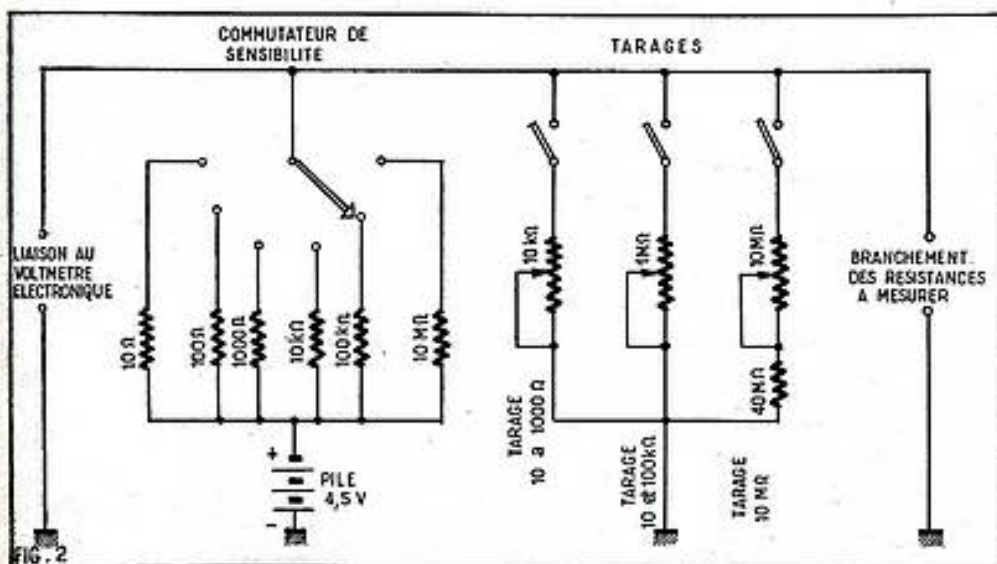 COMMUTATEUR DE
SENSIBILITE
TARAGES
LIAISON AU
VOLTMETRE
ELECTRONIQUE
10Ω
100Ω
1000Ω
10kΩ
100kΩ
10MΩ
10kΩ
1MΩ
10MΩ
40MΩ
BRANCHEMENT
DES RESISTANCES
A MESURER
+
PILE
4,5 V
-
TARAGE
10 a 1000Ω
TARAGE
10 et 100kΩ
TARAGE
10 MΩ
FIG. 2